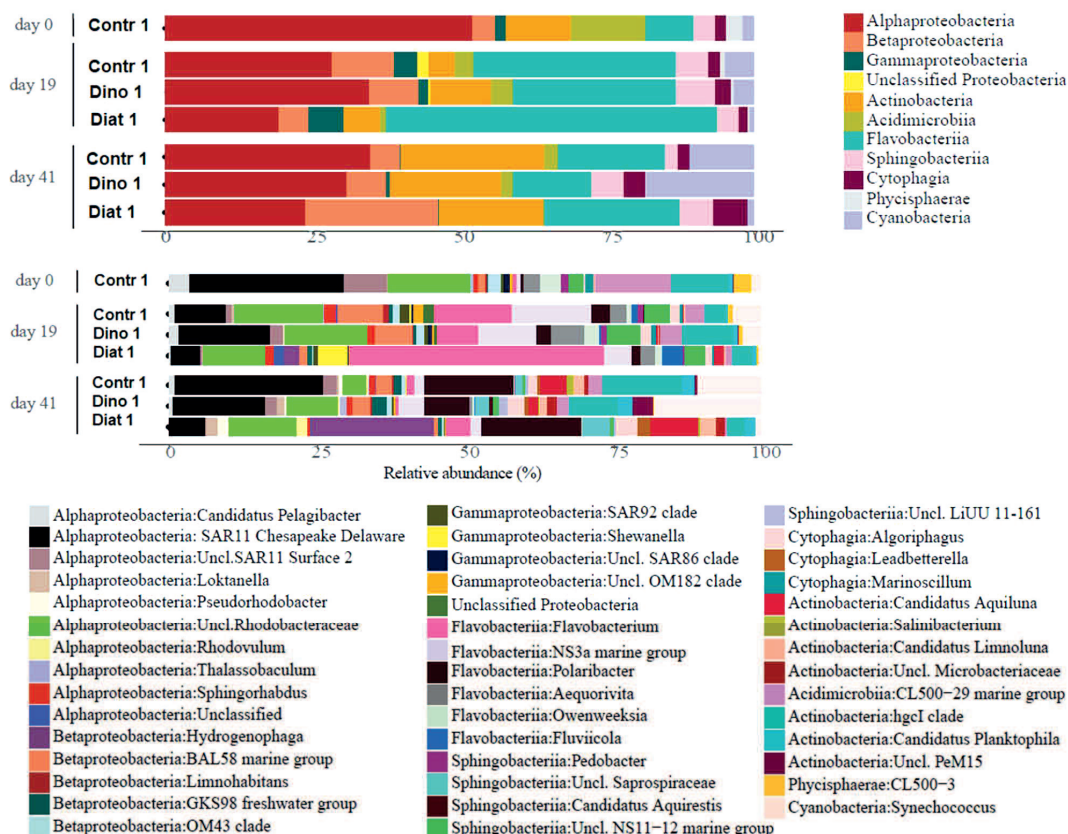 day 0
Contr 1
day 19
Contr 1
Dino 1
Diat 1
day 41
Contr 1
Dino 1
Diat 1
0 25 50 75 100
Alphaproteobacteria
Betaproteobacteria
Gammaproteobacteria
Unclassified Proteobacteria
Actinobacteria
Acidimicrobiia
Flavobacteriia
Sphingobacteriia
Cytophagia
Phycisphaerae
Cyanobacteria
day 0
Contr 1
day 19
Contr 1
Dino 1
Diat 1
day 41
Contr 1
Dino 1
Diat 1
0 25 50 75 100
Relative abundance (%)
Alphaproteobacteria:Candidatus Pelagibacter
Alphaproteobacteria: SAR11 Chesapeake Delaware
Alphaproteobacteria:Uncl.SAR11 Surface 2
Alphaproteobacteria:Loktanella
Alphaproteobacteria:Pseudorhodobacter
Alphaproteobacteria:Uncl.Rhodobacteraceae
Alphaproteobacteria:Rhodovulum
Alphaproteobacteria:Thalassobaculum
Alphaproteobacteria:Sphingorhabdus
Alphaproteobacteria:Unclassified
Betaproteobacteria:Hydrogenophaga
Betaproteobacteria:BAL58 marine group
Betaproteobacteria:Limnohabitans
Betaproteobacteria:GKS98 freshwater group
Betaproteobacteria:OM43 clade
Gammaproteobacteria:SAR92 clade
Gammaproteobacteria:Shewanella
Gammaproteobacteria:Uncl. SAR86 clade
Gammaproteobacteria:Uncl. OM182 clade
Unclassified Proteobacteria
Flavobacteriia:Flavobacterium
Flavobacteriia:NS3a marine group
Flavobacteriia:Polaribacter
Flavobacteriia:Aequorivita
Flavobacteriia:Owenweeksia
Flavobacteriia:Fluviicola
Sphingobacteriia:Pedobacter
Sphingobacteriia:Uncl. Saprospiraceae
Sphingobacteriia:Candidatus Aquirestis
Sphingobacteriia:Uncl. NS11−12 marine group
Sphingobacteriia:Uncl. LiUU 11-161
Cytophagia:Algoriphagus
Cytophagia:Leadbetterella
Cytophagia:Marinoscillum
Actinobacteria:Candidatus Aquiluna
Actinobacteria:Salinibacterium
Actinobacteria:Candidatus Limnoluna
Actinobacteria:Uncl. Microbacteriaceae
Acidimicrobiia:CL500−29 marine group
Actinobacteria:hgcI clade
Actinobacteria:Candidatus Planktophila
Actinobacteria:Uncl PeM15
Phycisphaerae:CL500−3
Cyanobacteria:Synechococcus